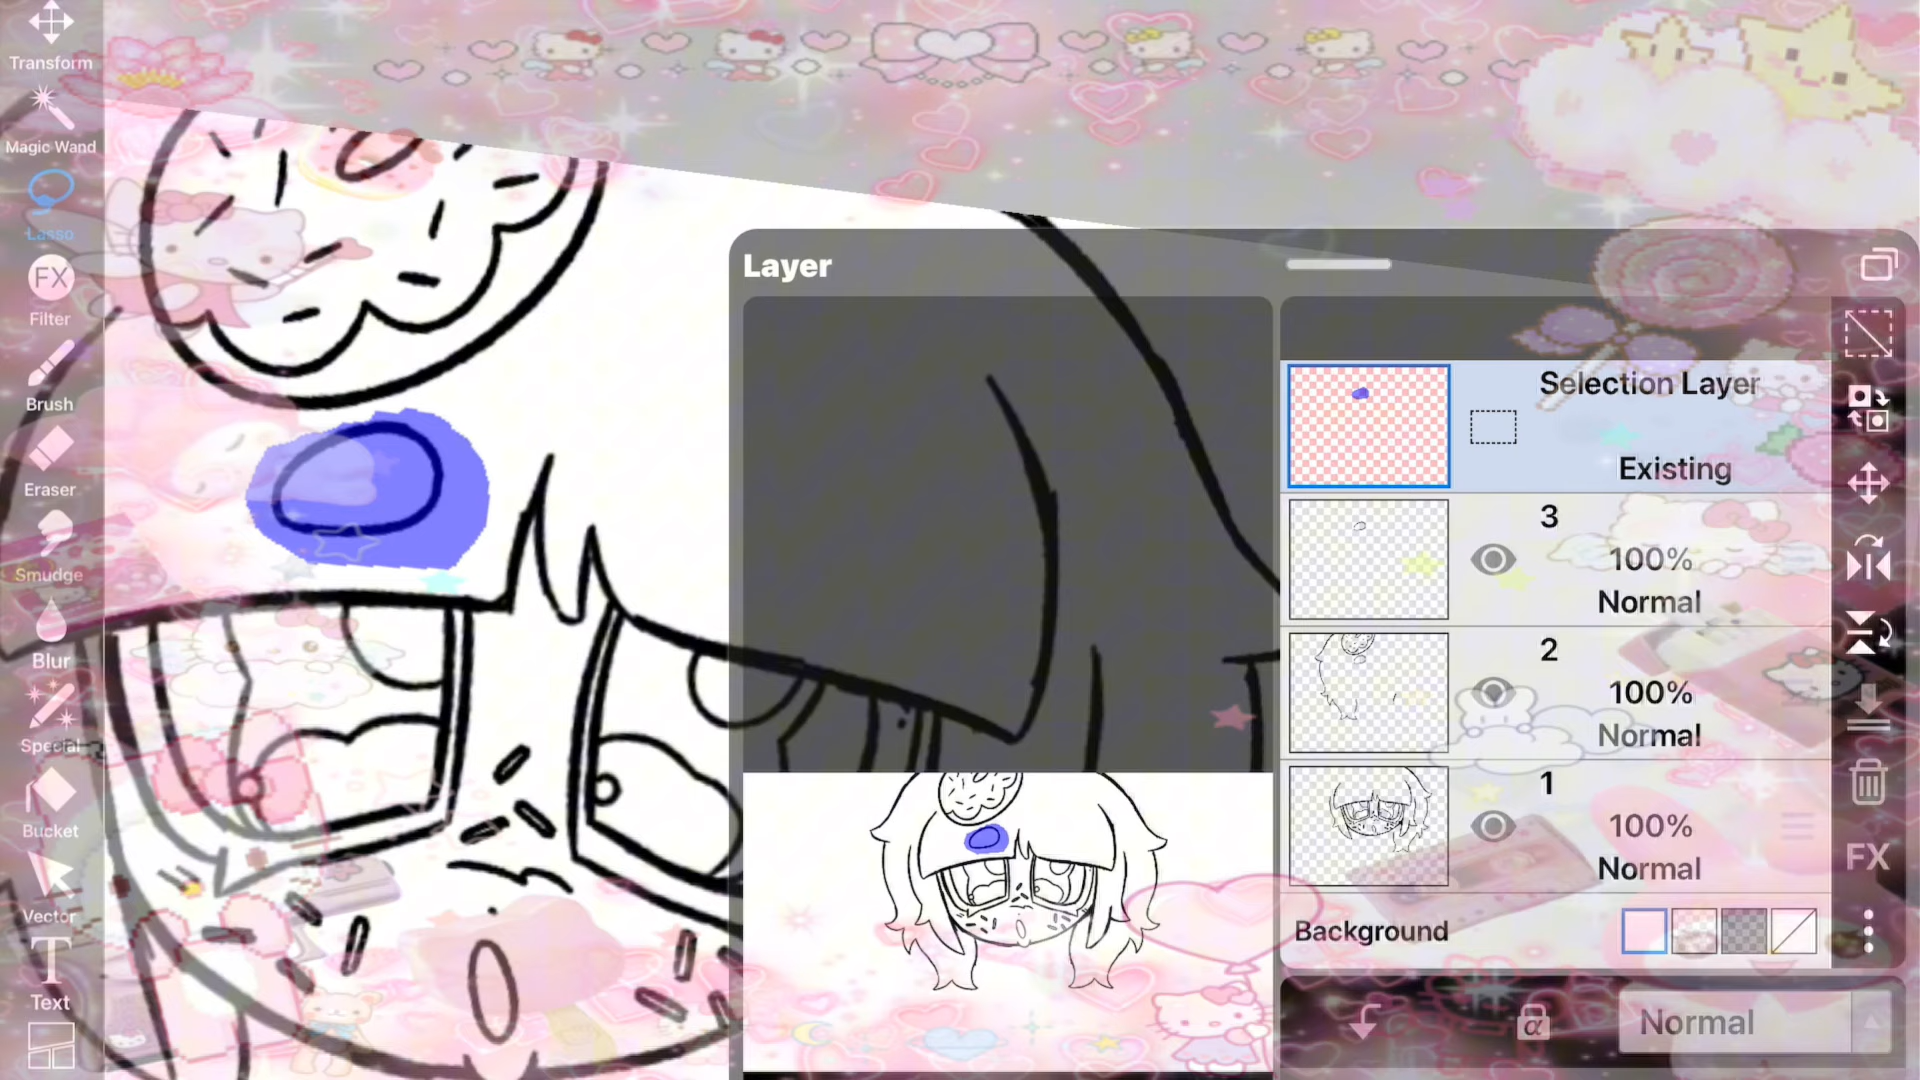 Transform
Magic Wand
Lasso
FX
Filter
Brush
Eraser
Smudge
Blur
Special
Bucket
Vector
T
Text
Layer
Selection Layer
Existing
3
100%
Normal
2
100%
Normal
1
100%
Normal
Background
FX
α
Normal